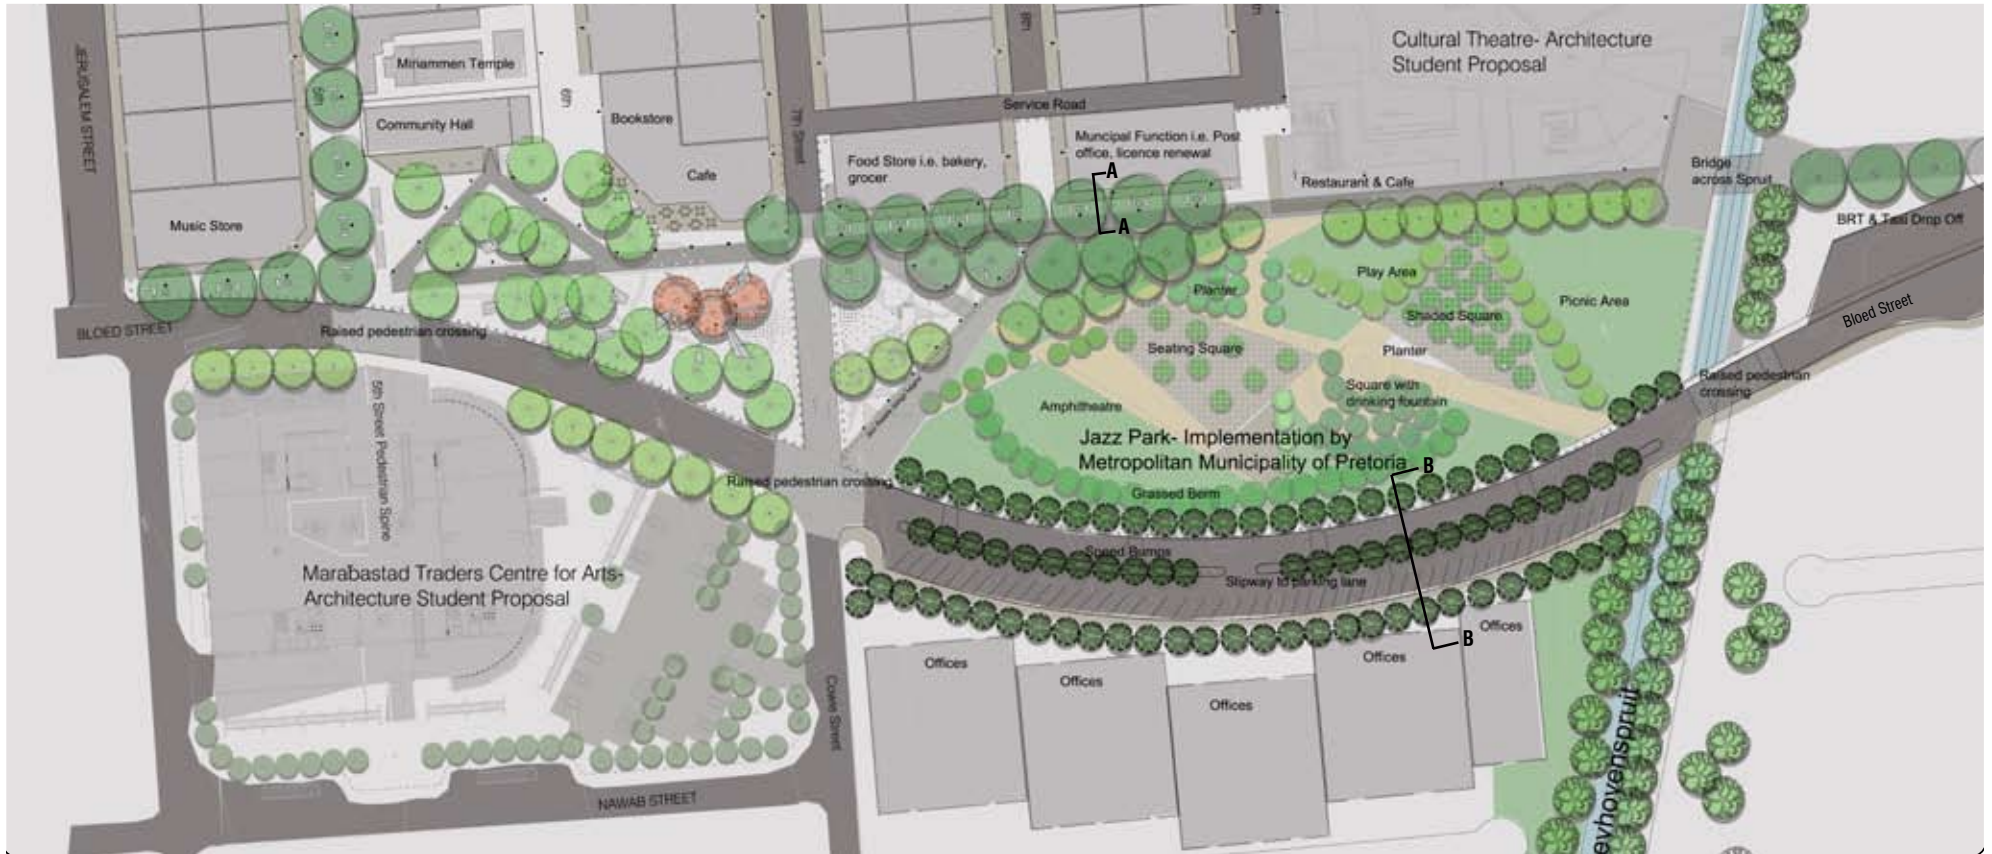 JERUSALEM STREET
5th
Miriammen Temple
Community Hall
6th
Bookstore
Cafe
Music Store
7th Street
8th
Service Road
Food Store i.e. bakery,
grocer
Muncipal Function i.e. Post
office, licence renewal
A
A
Cultural Theatre- Architecture
Student Proposal
Restaurant & Cafe
Bridge
across Spruit
BRT & Taxi Drop Off
Bloed Street
BLOED STREET
Raised pedestrian crossing
Planter
Play Area
Picnic Area
Shaded Square
Seating Square
Planter
Square with
drinking fountain
Amphitheatre
Raised pedestrian
crossing
Jazz Park- Implementation by
Metropolitan Municipality of Pretoria
Grassed Berm
B
B
5th Street Pedestrian Spine
Raised pedestrian crossing
Speed Bumps
Slipway to parking lane
Marabastad Traders Centre for Arts-
Architecture Student Proposal
Offices
Offices
Offices
Offices
Offices
Cowie Street
NAWAB STREET
evhovenspruit